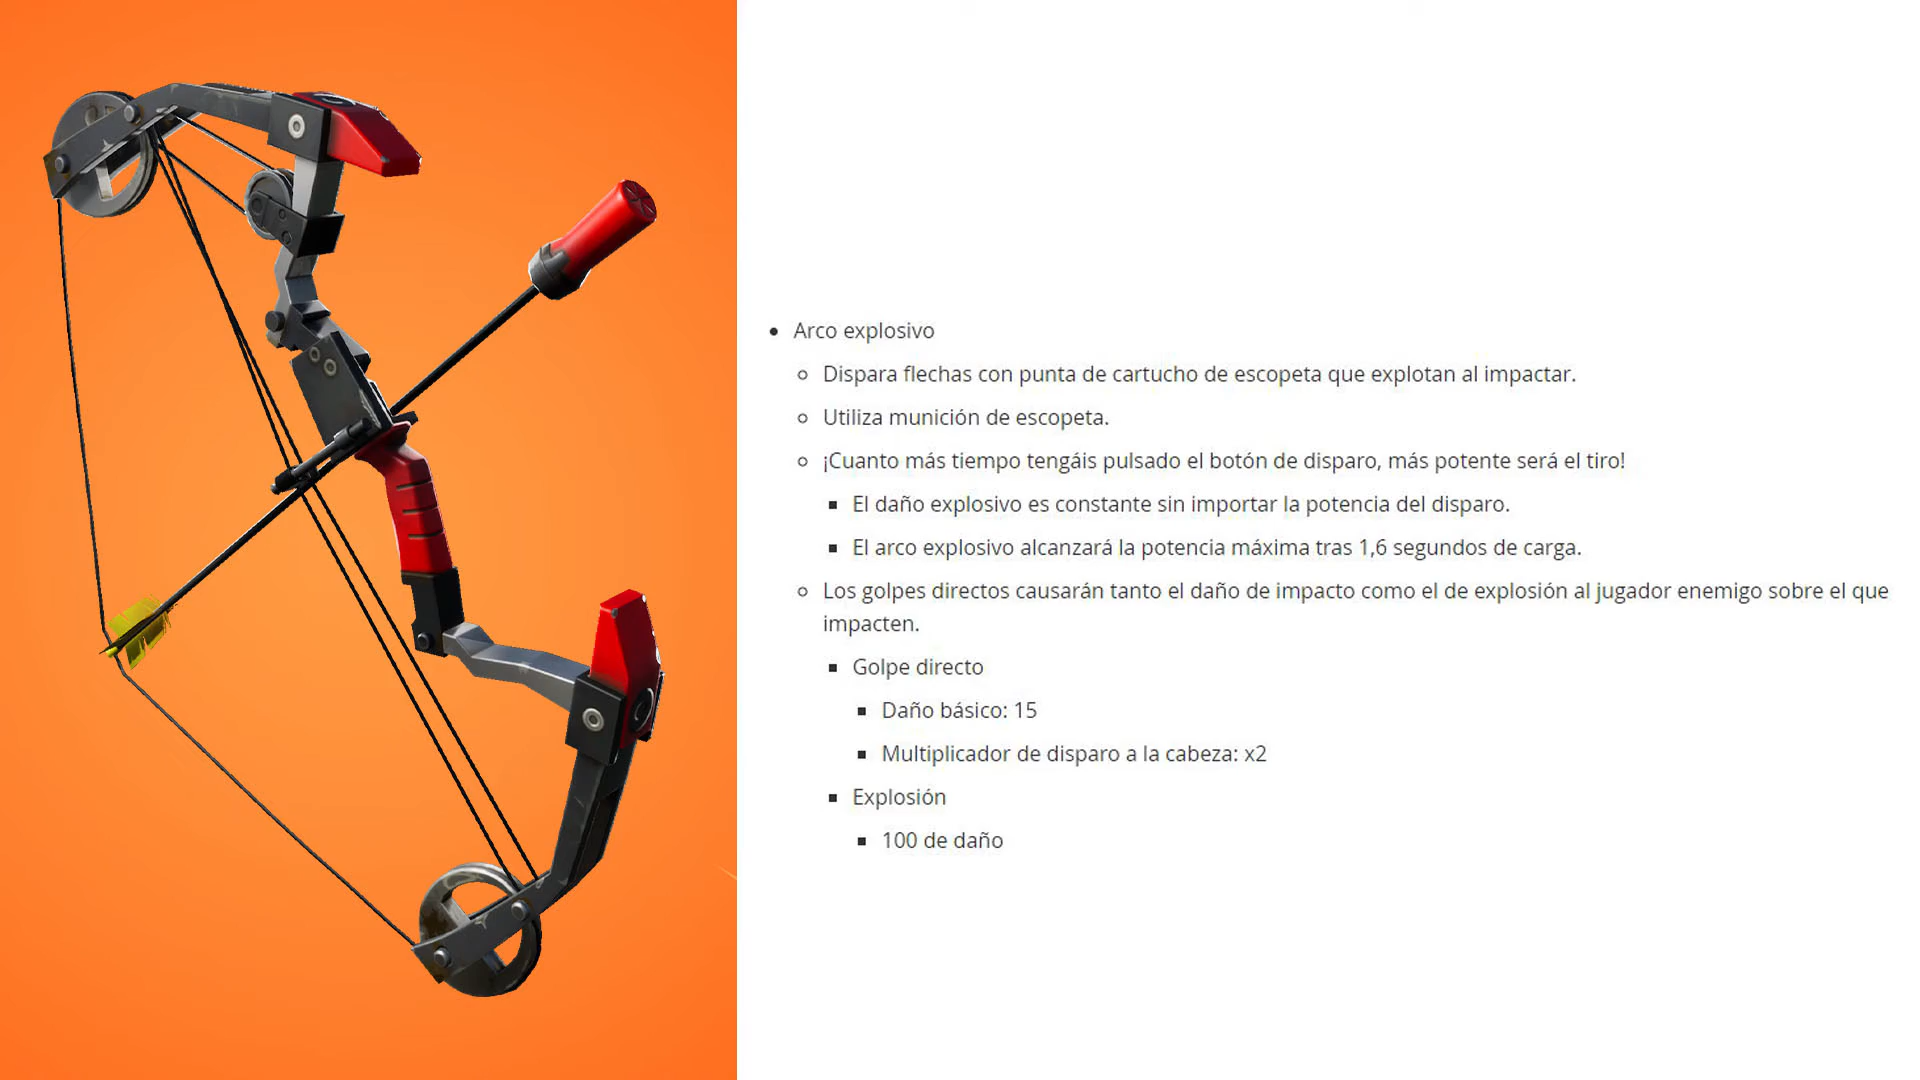 Arco explosivo
Dispara flechas con punta de cartucho de escopeta que explotan al impactar.
Utiliza munición de escopeta.
¡Cuanto más tiempo tengáis pulsado el botón de disparo, más potente será el tiro!
El daño explosivo es constante sin importar la potencia del disparo.
El arco explosivo alcanzará la potencia máxima tras 1,6 segundos de carga.
Los golpes directos causarán tanto el daño de impacto como el de explosión al jugador enemigo sobre el que
impacten.
Golpe directo
Daño básico: 15
Multiplicador de disparo a la cabeza: x2
Explosión
100 de daño